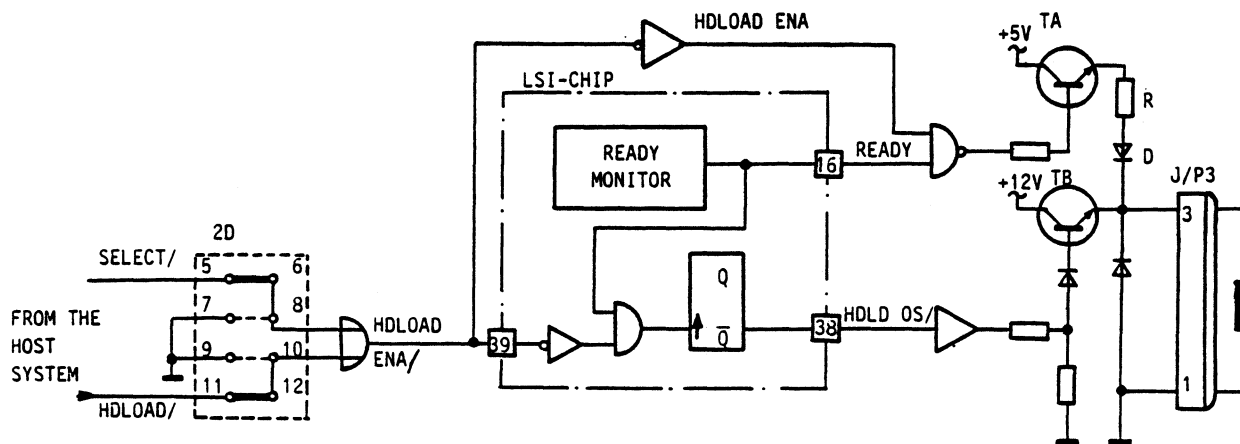 HDLOAD ENA
+5V
TA
LSI-CHIP
READY
MONITOR
16
READY
R
D
J/P3
+12V
TB
3
2D
SELECT/
5
6
7
8
FROM THE
HOST
SYSTEM
9
10
11
12
HDLOAD/
HDLOAD
ENA/
39
Q
Q̅
38
HDLD OS/
1